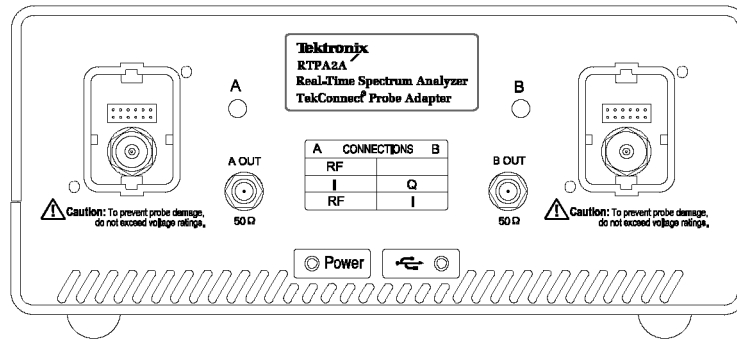 Tektronix
RTPA2A
Real-Time Spectrum Analyzer
TekConnect® Probe Adapter
A
B
A CONNECTIONS B
RF
I Q
RF I
A OUT
50 Ω
B OUT
50 Ω
Caution: To prevent probe damage,
do not exceed voltage ratings.
Caution: To prevent probe damage,
do not exceed voltage ratings.
Power